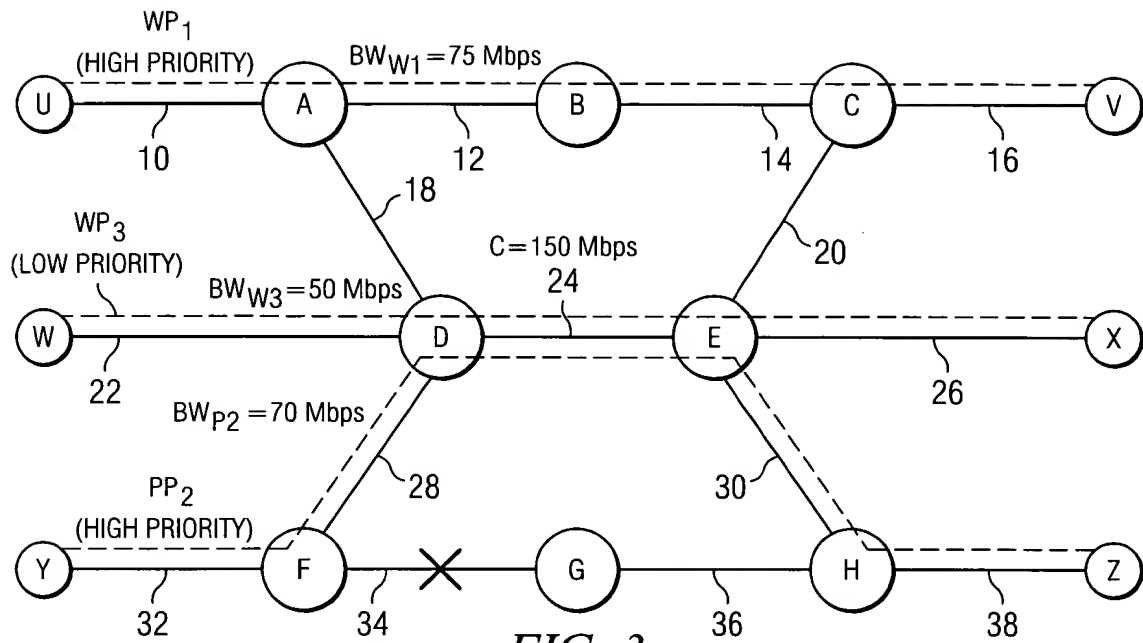 WP1
(HIGH PRIORITY)
BWW1 = 75 Mbps
U
A
B
C
V
10
12
14
16
18
20
WP3
(LOW PRIORITY)
C = 150 Mbps
24
BWW3 = 50 Mbps
W
D
E
X
22
26
BWP2 = 70 Mbps
28
30
PP2
(HIGH PRIORITY)
Y
F
G
H
Z
32
34
36
38
FIG. 3